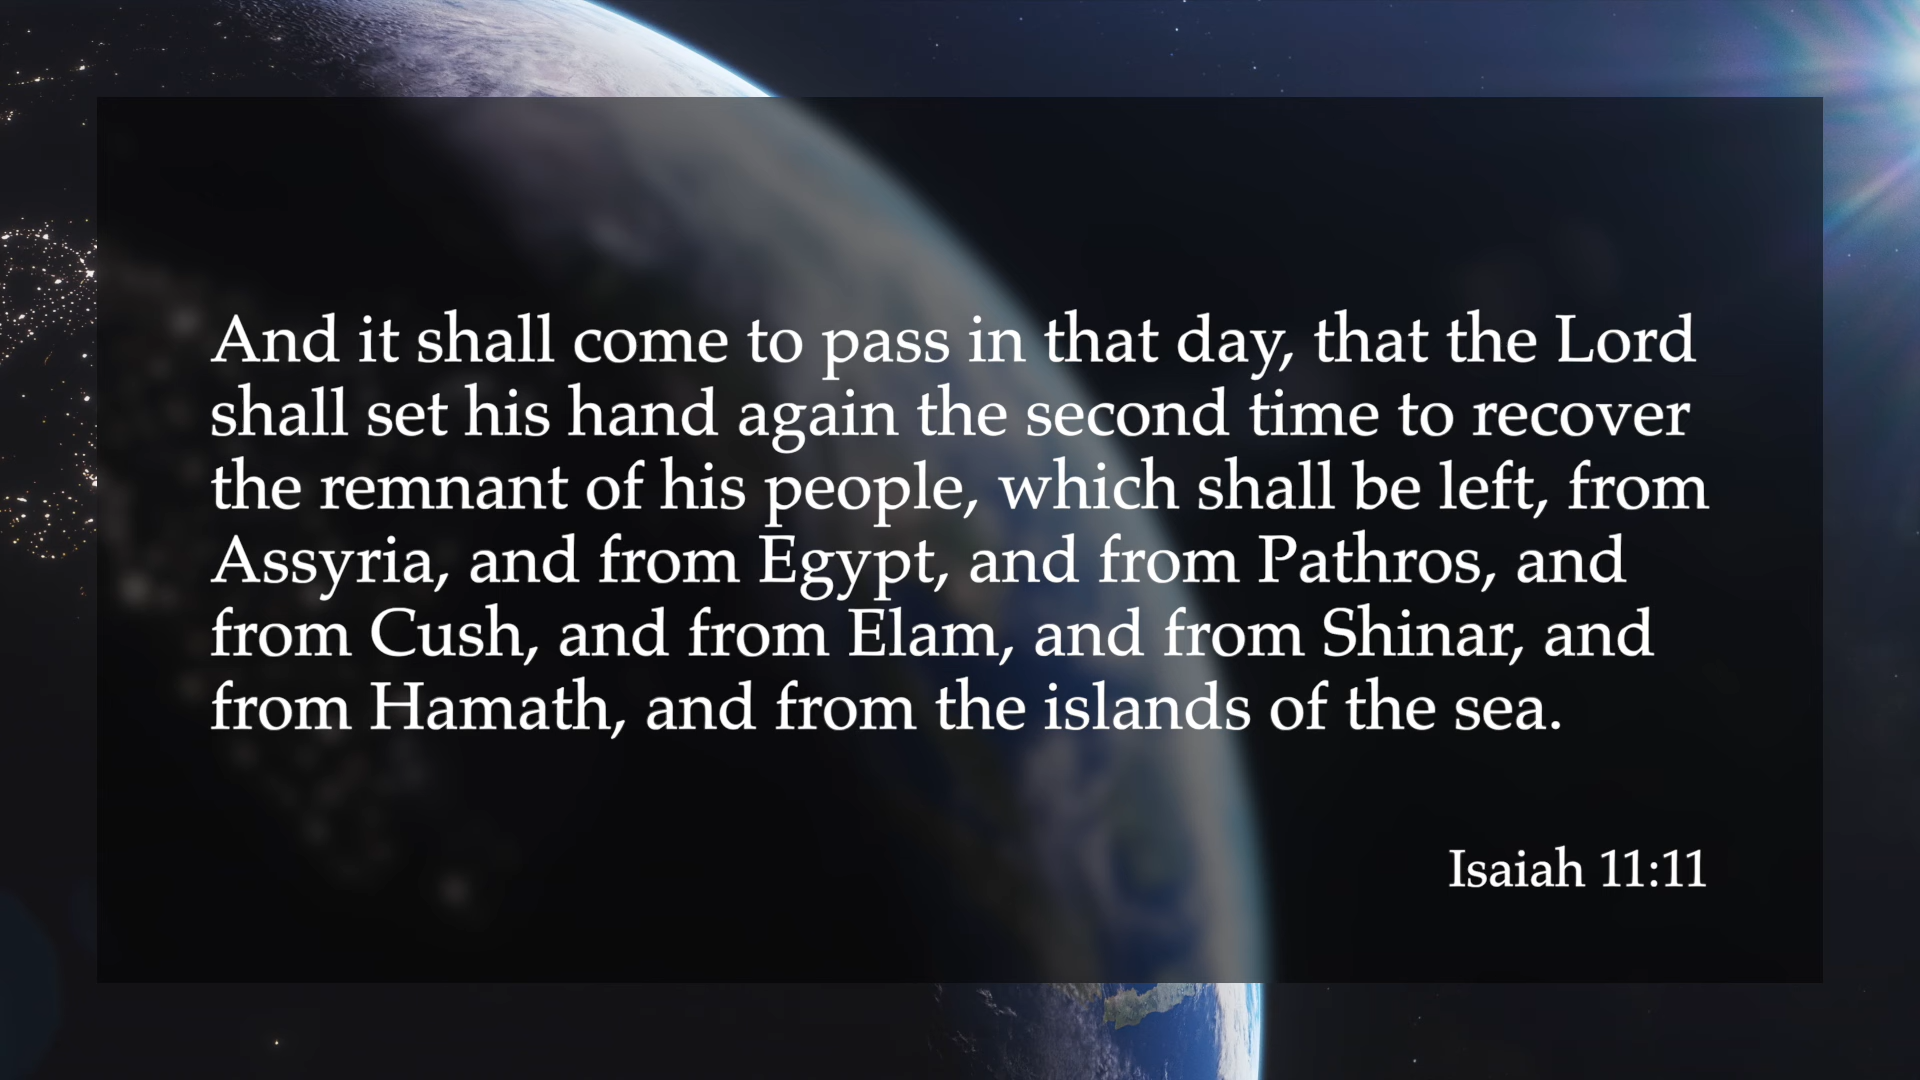 And it shall come to pass in that day, that the Lord
shall set his hand again the second time to recover
the remnant of his people, which shall be left, from
Assyria, and from Egypt, and from Pathros, and
from Cush, and from Elam, and from Shinar, and
from Hamath, and from the islands of the sea.
Isaiah 11:11